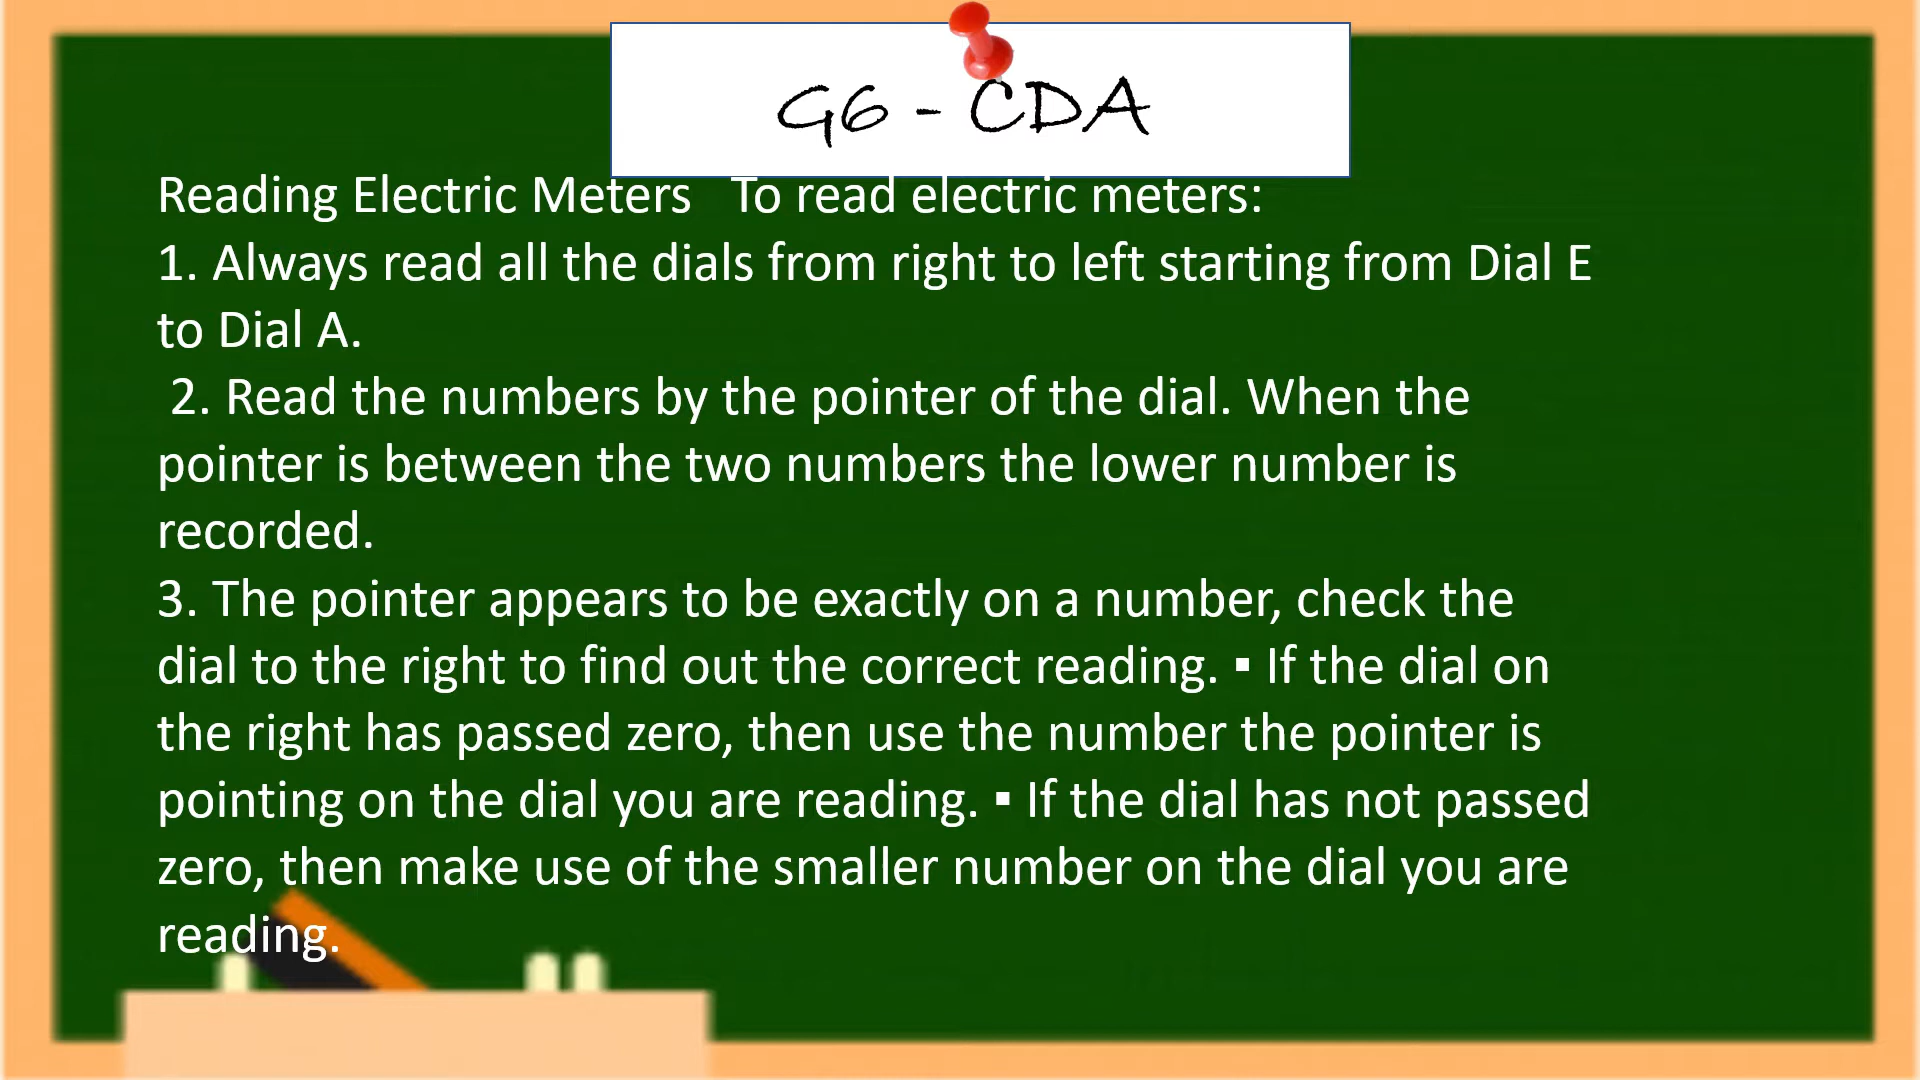 G6 - CDA
Reading Electric Meters   To read electric meters:
1. Always read all the dials from right to left starting from Dial E
to Dial A.
2. Read the numbers by the pointer of the dial. When the
pointer is between the two numbers the lower number is
recorded.
3. The pointer appears to be exactly on a number, check the
dial to the right to find out the correct reading. ▪ If the dial on
the right has passed zero, then use the number the pointer is
pointing on the dial you are reading. ▪ If the dial has not passed
zero, then make use of the smaller number on the dial you are
reading.